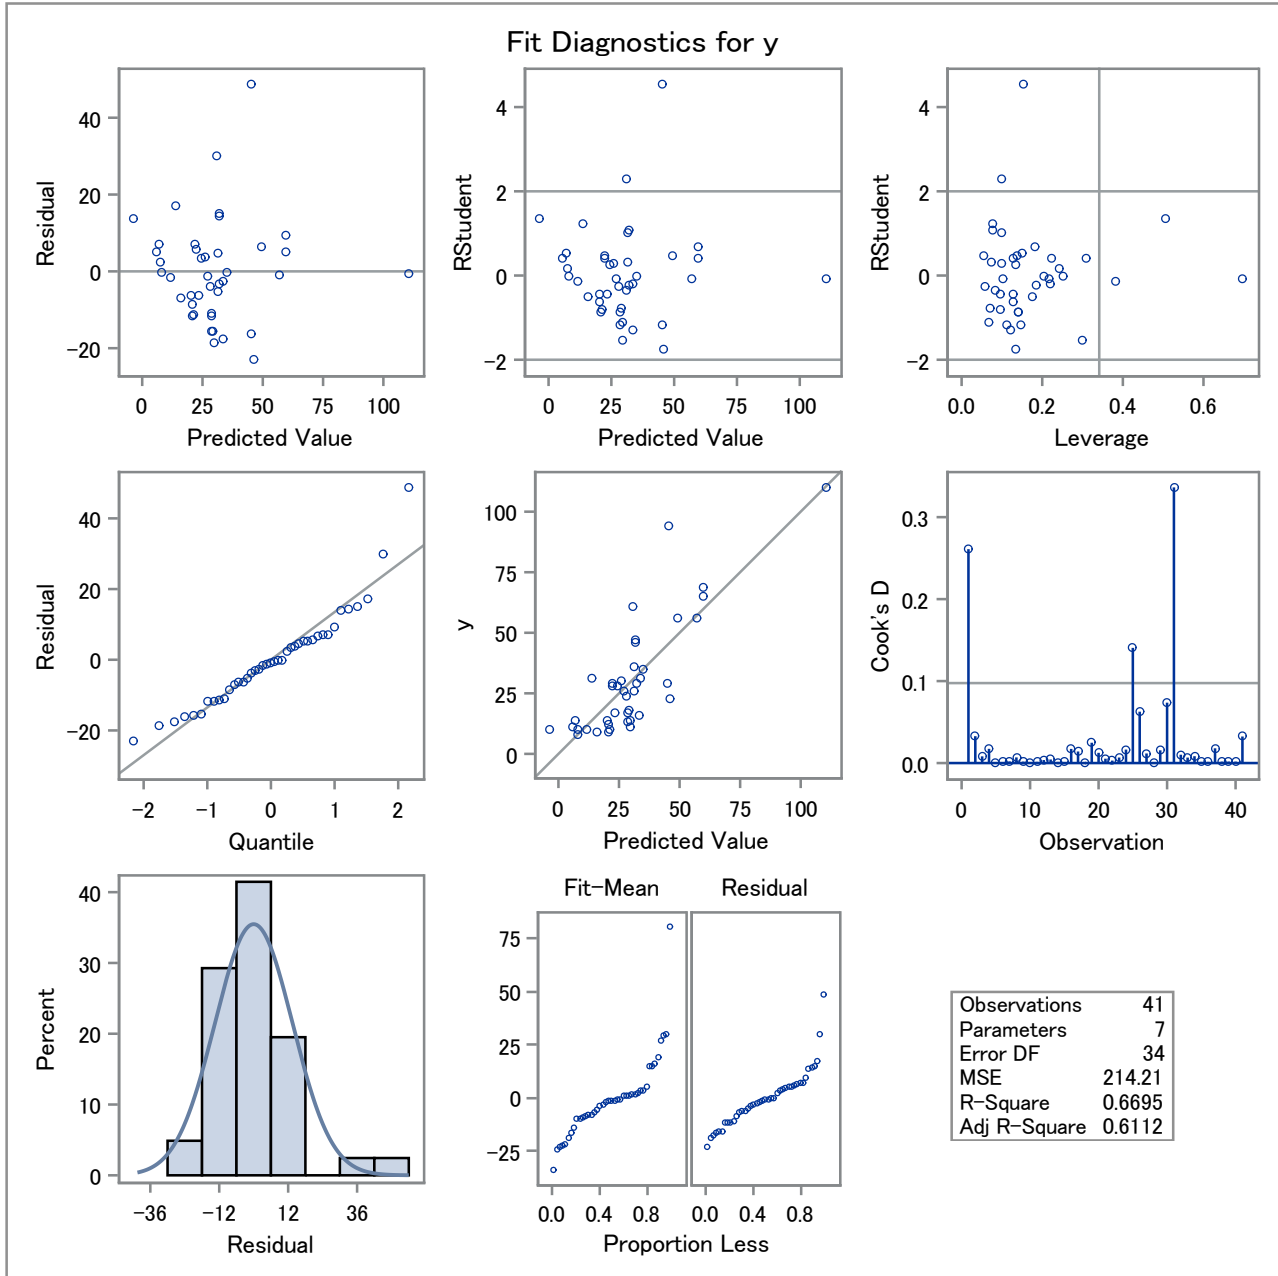 Fit Diagnostics for y
Residual
40
20
0
−20
0 25 50 75 100
Predicted Value
RStudent
4
2
0
−2
0 25 50 75 100
Predicted Value
RStudent
4
2
0
−2
0.0 0.2 0.4 0.6
Leverage
Residual
40
20
0
−20
−2 −1 0 1 2
Quantile
y
100
75
50
25
0
0 25 50 75 100
Predicted Value
Cook's D
0.3
0.2
0.1
0.0
0 10 20 30 40
Observation
Percent
40
30
20
10
0
−36 −12 12 36
Residual
Fit−Mean Residual
75
50
25
0
−25
0.0 0.4 0.8 0.0 0.4 0.8
Proportion Less
Observations 41
Parameters 7
Error DF 34
MSE 214.21
R−Square 0.6695
Adj R−Square 0.6112